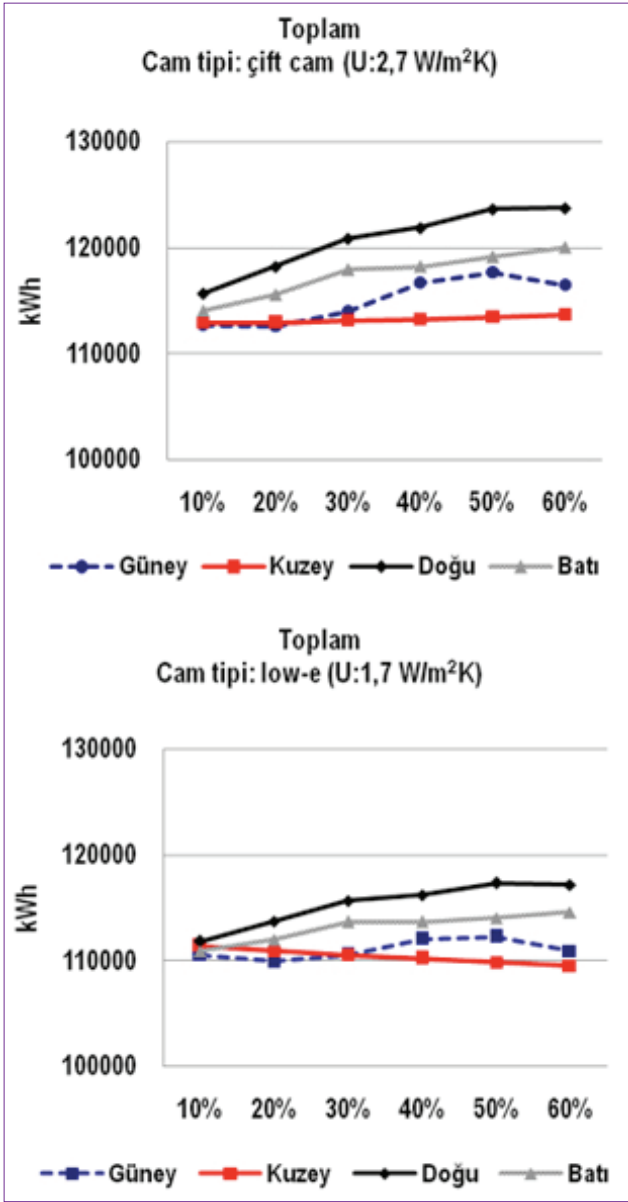 Toplam
Cam tipi: çift cam (U:2,7 W/m²K)
130000
120000
110000
100000
kWh
10% 20% 30% 40% 50% 60%
Güney Kuzey Doğu Batı
Toplam
Cam tipi: low-e (U:1,7 W/m²K)
130000
120000
110000
100000
kWh
10% 20% 30% 40% 50% 60%
Güney Kuzey Doğu Batı